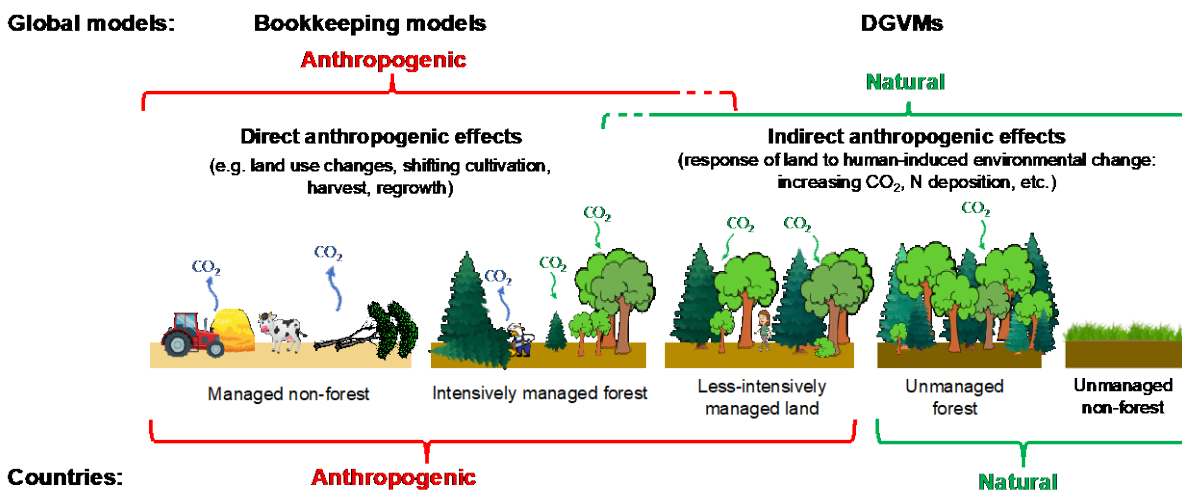 Global models: Bookkeeping models DGVMs
Anthropogenic
Natural
Direct anthropogenic effects
(e.g. land use changes, shifting cultivation,
harvest, regrowth)
Indirect anthropogenic effects
(response of land to human-induced environmental change:
increasing CO₂, N deposition, etc.)
CO₂
CO₂
CO₂
CO₂
CO₂
CO₂
CO₂
CO₂
Managed non-forest
Intensively managed forest
Less-intensively
managed land
Unmanaged
forest
Unmanaged
non-forest
Countries: Anthropogenic Natural